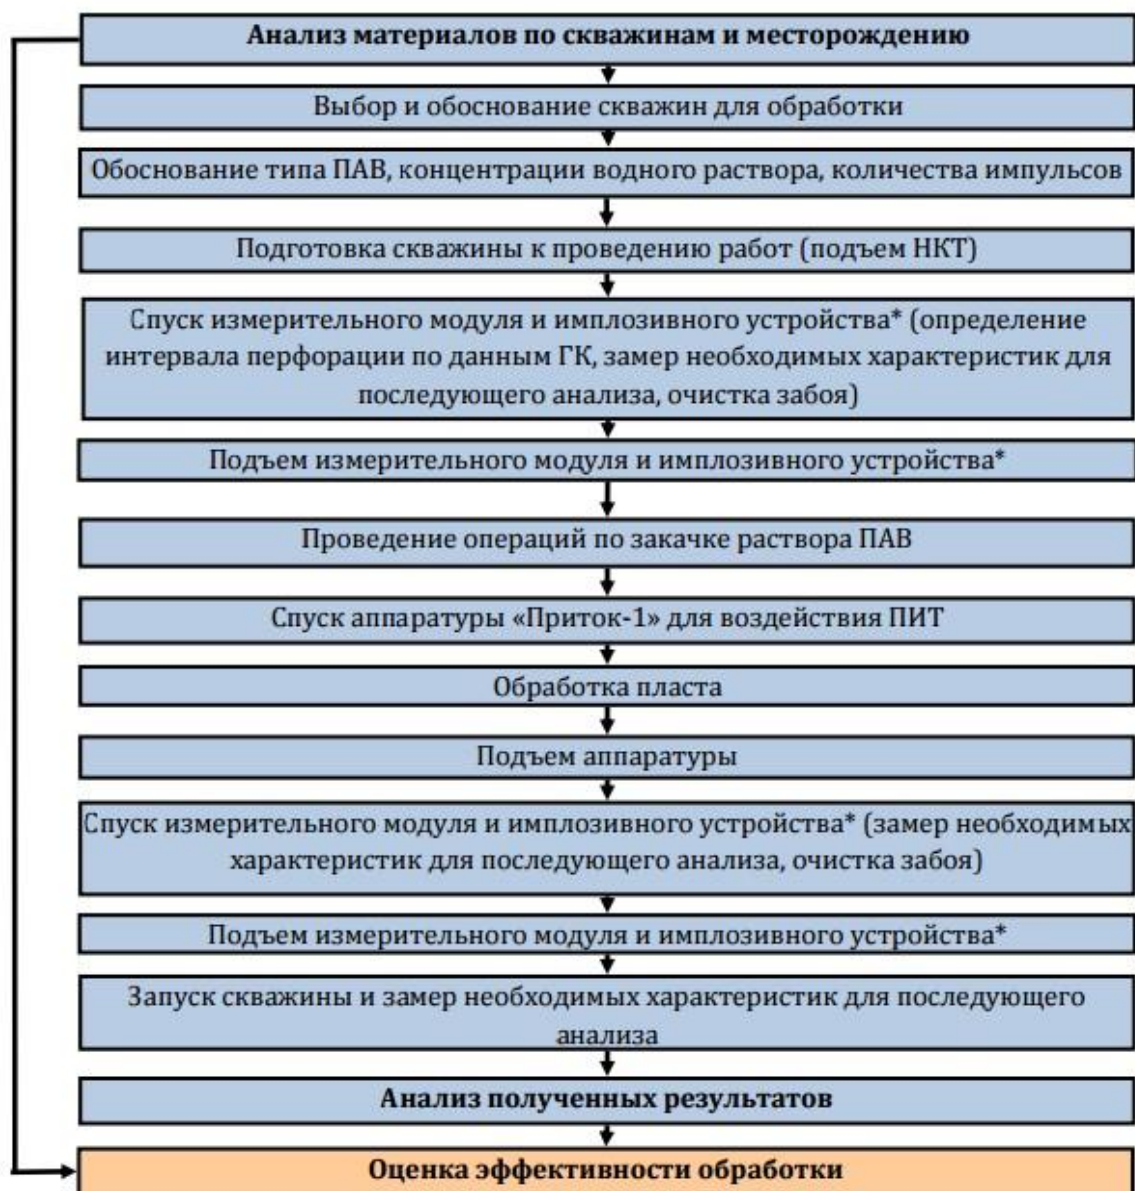 Анализ материалов по скважинам и месторождению
Выбор и обоснование скважин для обработки
Обоснование типа ПАВ, концентрации водного раствора, количества импульсов
Подготовка скважины к проведению работ (подъем НКТ)
Спуск измерительного модуля и имплозивного устройства* (определение
интервала перфорации по данным ГК, замер необходимых характеристик для
последующего анализа, очистка забоя)
Подъем измерительного модуля и имплозивного устройства*
Проведение операций по закачке раствора ПАВ
Спуск аппаратуры «Приток-1» для воздействия ПИТ
Обработка пласта
Подъем аппаратуры
Спуск измерительного модуля и имплозивного устройства* (замер необходимых
характеристик для последующего анализа, очистка забоя)
Подъем измерительного модуля и имплозивного устройства*
Запуск скважины и замер необходимых характеристик для последующего
анализа
Анализ полученных результатов
Оценка эффективности обработки